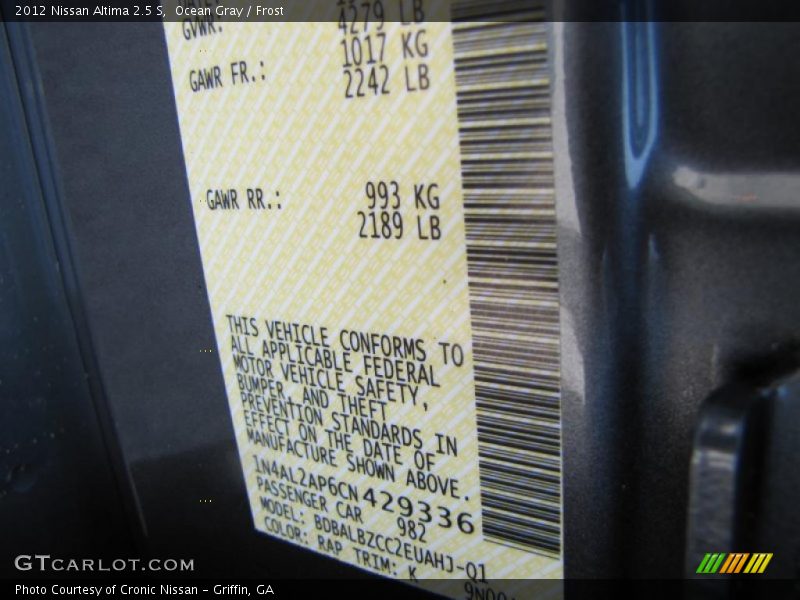 2012 Nissan Altima 2.5 S, Ocean Gray / Frost
GVWR: 4279 LB
GAWR FR.: 1017 KG
2242 LB
GAWR RR.: 993 KG
2189 LB
THIS VEHICLE CONFORMS TO
ALL APPLICABLE FEDERAL
MOTOR VEHICLE SAFETY,
BUMPER, AND THEFT
PREVENTION STANDARDS IN
EFFECT ON THE DATE OF
MANUFACTURE SHOWN ABOVE.
1N4AL2AP6CN429336
PASSENGER CAR 982
MODEL: BDBALBZCC2EUAHJ-Q1
COLOR: RAP TRIM: K
GTCARLOT.COM
Photo Courtesy of Cronic Nissan - Griffin, GA